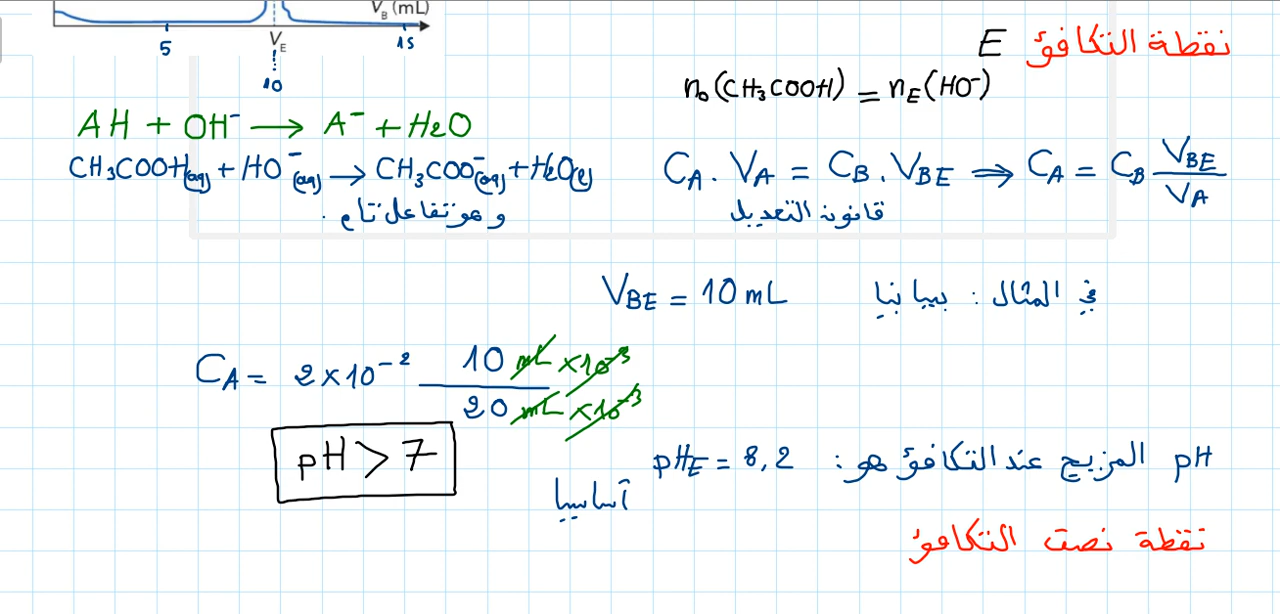 V_B (mL)
5
V_E
15
10
نقطة التكافؤ E
n₀(CH₃COOH) = n_E(HO⁻)
AH + OH⁻ → A⁻ + H₂O
CH₃COOH(aq) + HO⁻(aq) → CH₃COO⁻(aq) + H₂O(ℓ)
و هو تفاعل تام.
C_A . V_A = C_B . V_BE ⇒ C_A = C_B V_BE / V_A
قانون التعديل
في المثال : بيانيا V_BE = 10 mL
C_A = 2×10⁻² 10 mL ×10⁻³ / 20 mL ×10⁻³
pH المزيج عند التكافؤ هو : pH_E = 8,2
أساسيا
pH > 7
نقطة نصف التكافؤ